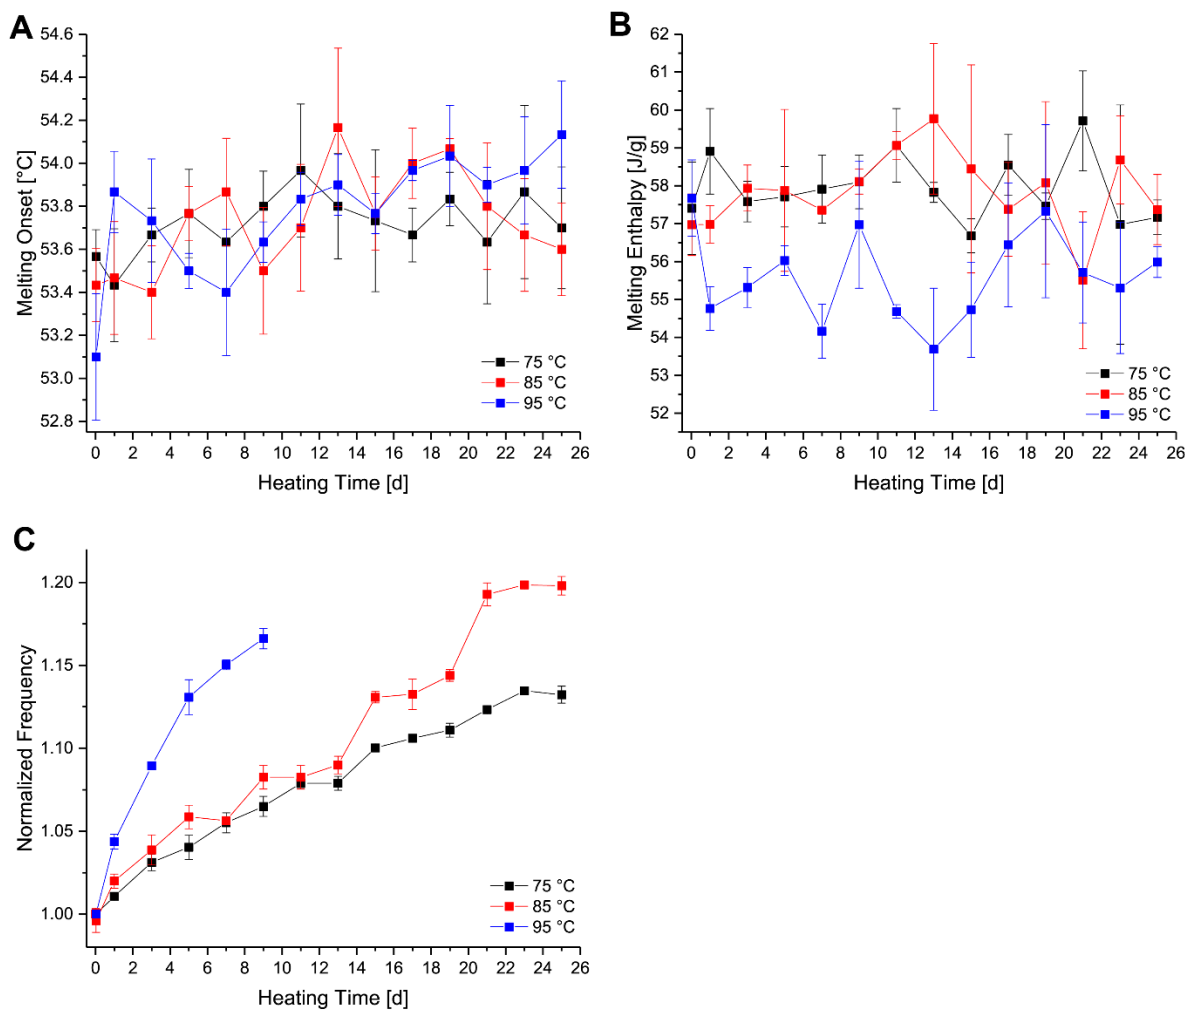 A
Melting Onset [°C]
54.6
54.4
54.2
54.0
53.8
53.6
53.4
53.2
53.0
52.8
75 °C
85 °C
95 °C
0 2 4 6 8 10 12 14 16 18 20 22 24 26
Heating Time [d]
B
Melting Enthalpy [J/g]
62
61
60
59
58
57
56
55
54
53
52
75 °C
85 °C
95 °C
0 2 4 6 8 10 12 14 16 18 20 22 24 26
Heating Time [d]
C
Normalized Frequency
1.20
1.15
1.10
1.05
1.00
75 °C
85 °C
95 °C
0 2 4 6 8 10 12 14 16 18 20 22 24 26
Heating Time [d]